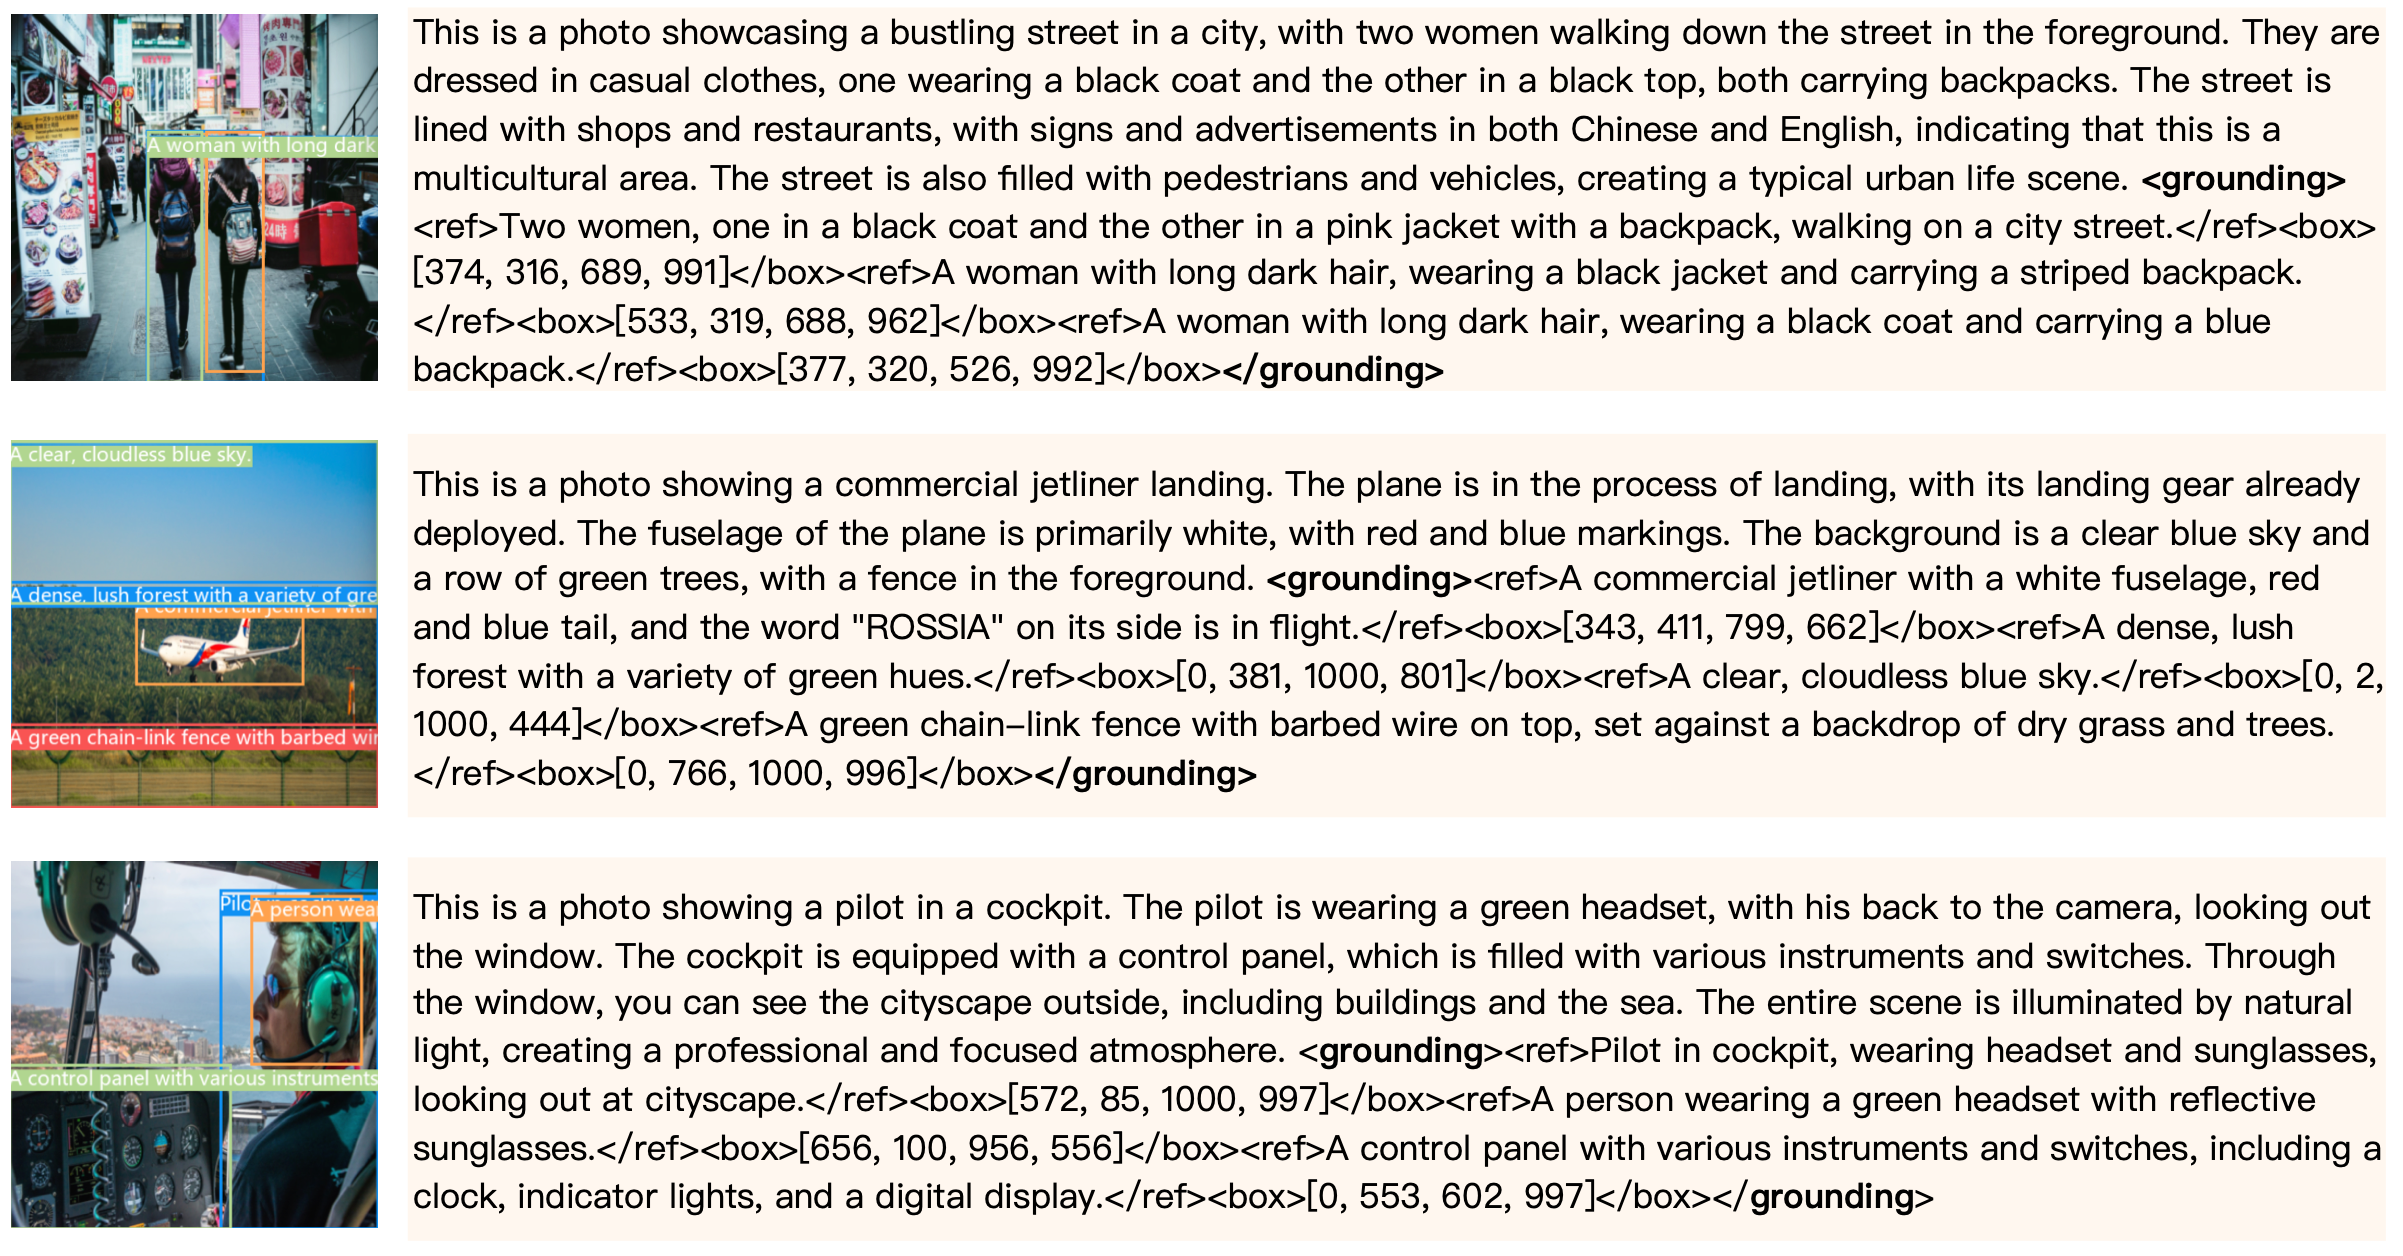 A woman with long dark
24時
This is a photo showcasing a bustling street in a city, with two women walking down the street in the foreground. They are
dressed in casual clothes, one wearing a black coat and the other in a black top, both carrying backpacks. The street is
lined with shops and restaurants, with signs and advertisements in both Chinese and English, indicating that this is a
multicultural area. The street is also filled with pedestrians and vehicles, creating a typical urban life scene. <grounding>
<ref>Two women, one in a black coat and the other in a pink jacket with a backpack, walking on a city street.</ref><box>
[374, 316, 689, 991]</box><ref>A woman with long dark hair, wearing a black jacket and carrying a striped backpack.
</ref><box>[533, 319, 688, 962]</box><ref>A woman with long dark hair, wearing a black coat and carrying a blue
backpack.</ref><box>[377, 320, 526, 992]</box></grounding>
A clear, cloudless blue sky.
A dense, lush forest with a variety of gre
A commercial jetliner with
A green chain-link fence with barbed wir
This is a photo showing a commercial jetliner landing. The plane is in the process of landing, with its landing gear already
deployed. The fuselage of the plane is primarily white, with red and blue markings. The background is a clear blue sky and
a row of green trees, with a fence in the foreground. <grounding><ref>A commercial jetliner with a white fuselage, red
and blue tail, and the word "ROSSIA" on its side is in flight.</ref><box>[343, 411, 799, 662]</box><ref>A dense, lush
forest with a variety of green hues.</ref><box>[0, 381, 1000, 801]</box><ref>A clear, cloudless blue sky.</ref><box>[0, 2,
1000, 444]</box><ref>A green chain–link fence with barbed wire on top, set against a backdrop of dry grass and trees.
</ref><box>[0, 766, 1000, 996]</box></grounding>
Pilo
A person wear
A control panel with various instruments
This is a photo showing a pilot in a cockpit. The pilot is wearing a green headset, with his back to the camera, looking out
the window. The cockpit is equipped with a control panel, which is filled with various instruments and switches. Through
the window, you can see the cityscape outside, including buildings and the sea. The entire scene is illuminated by natural
light, creating a professional and focused atmosphere. <grounding><ref>Pilot in cockpit, wearing headset and sunglasses,
looking out at cityscape.</ref><box>[572, 85, 1000, 997]</box><ref>A person wearing a green headset with reflective
sunglasses.</ref><box>[656, 100, 956, 556]</box><ref>A control panel with various instruments and switches, including a
clock, indicator lights, and a digital display.</ref><box>[0, 553, 602, 997]</box></grounding>